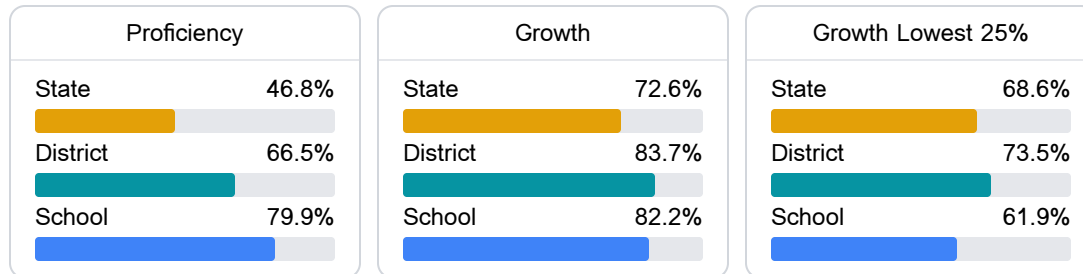 Proficiency
State 46.8%
District 66.5%
School 79.9%
Growth
State 72.6%
District 83.7%
School 82.2%
Growth Lowest 25%
State 68.6%
District 73.5%
School 61.9%